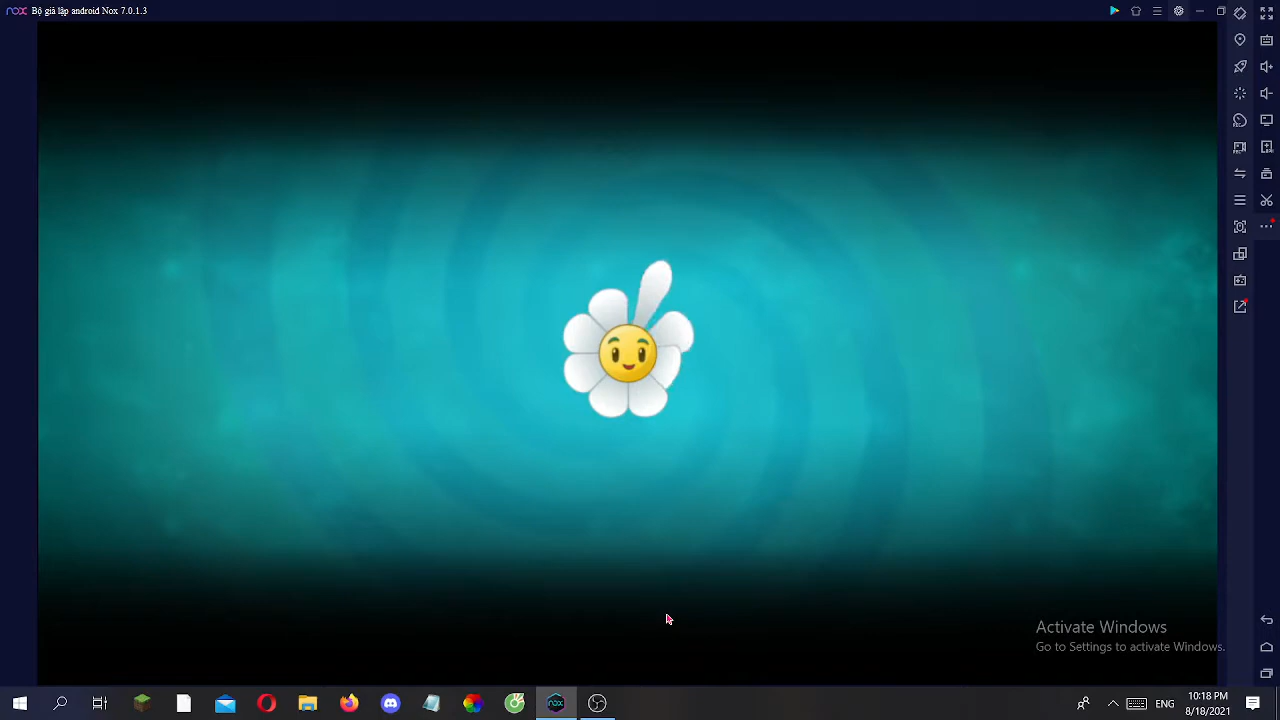 nox Bộ giả lập android Nox 7.0.1.3
Activate Windows
Go to Settings to activate Windows.
nox
ENG
10:18 PM
8/18/2021